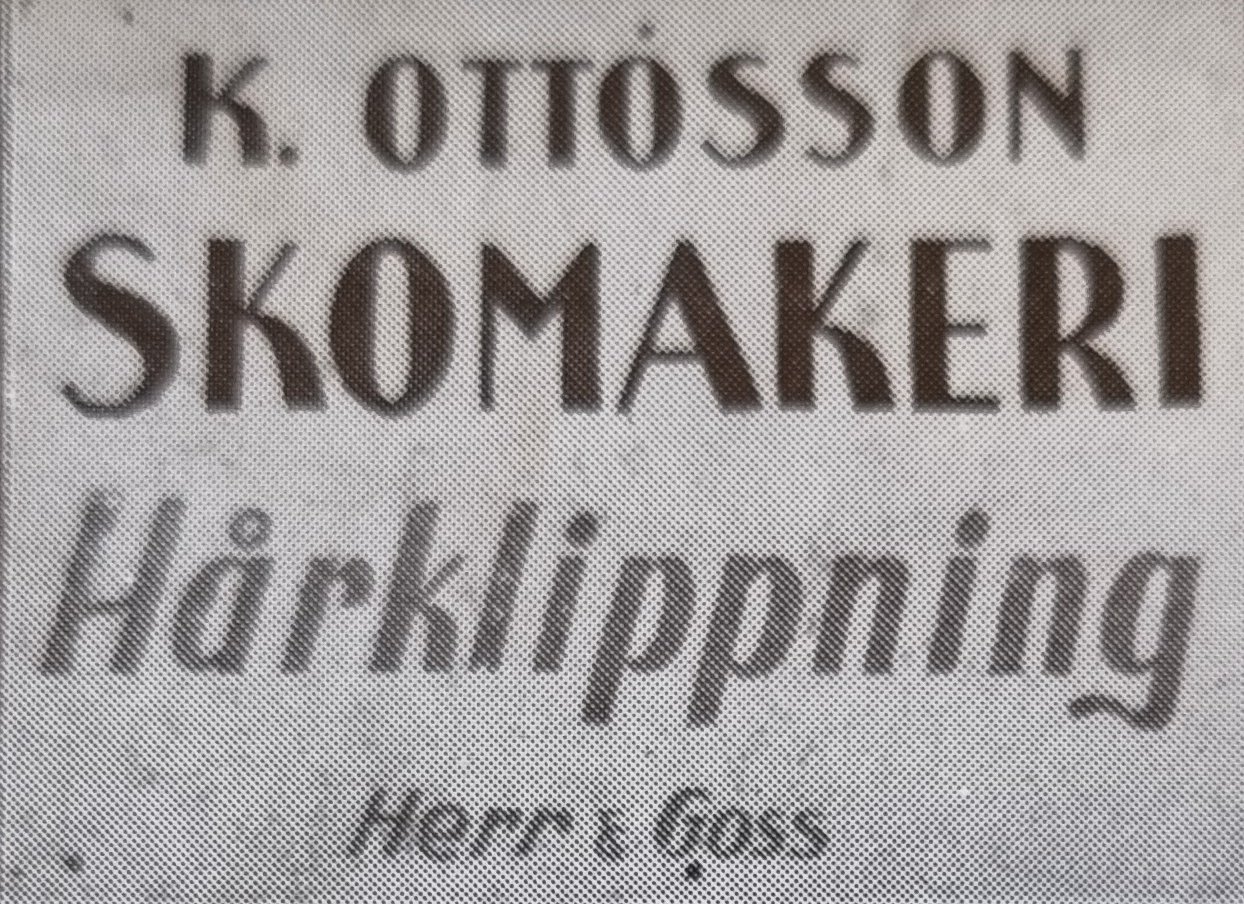 K. OTTOSSON
SKOMAKERI
Hårklippning
Herr & Goss